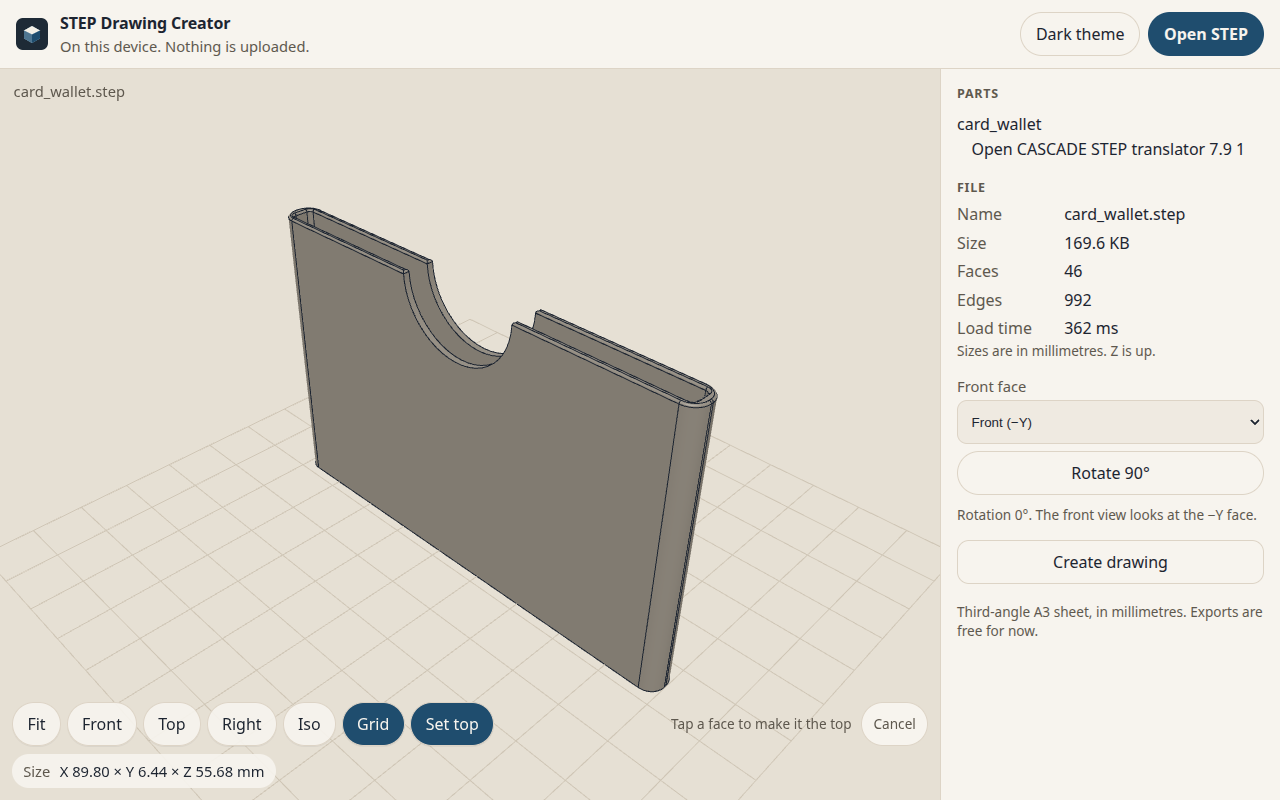 STEP Drawing Creator
On this device. Nothing is uploaded.
Dark theme
Open STEP
card_wallet.step
PARTS
card_wallet
Open CASCADE STEP translator 7.9 1
FILE
Name card_wallet.step
Size 169.6 KB
Faces 46
Edges 992
Load time 362 ms
Sizes are in millimetres. Z is up.
Front face
Front (−Y)
Rotate 90°
Rotation 0°. The front view looks at the −Y face.
Create drawing
Third-angle A3 sheet, in millimetres. Exports are
free for now.
Fit Front Top Right Iso Grid Set top
Tap a face to make it the top Cancel
Size X 89.80 × Y 6.44 × Z 55.68 mm